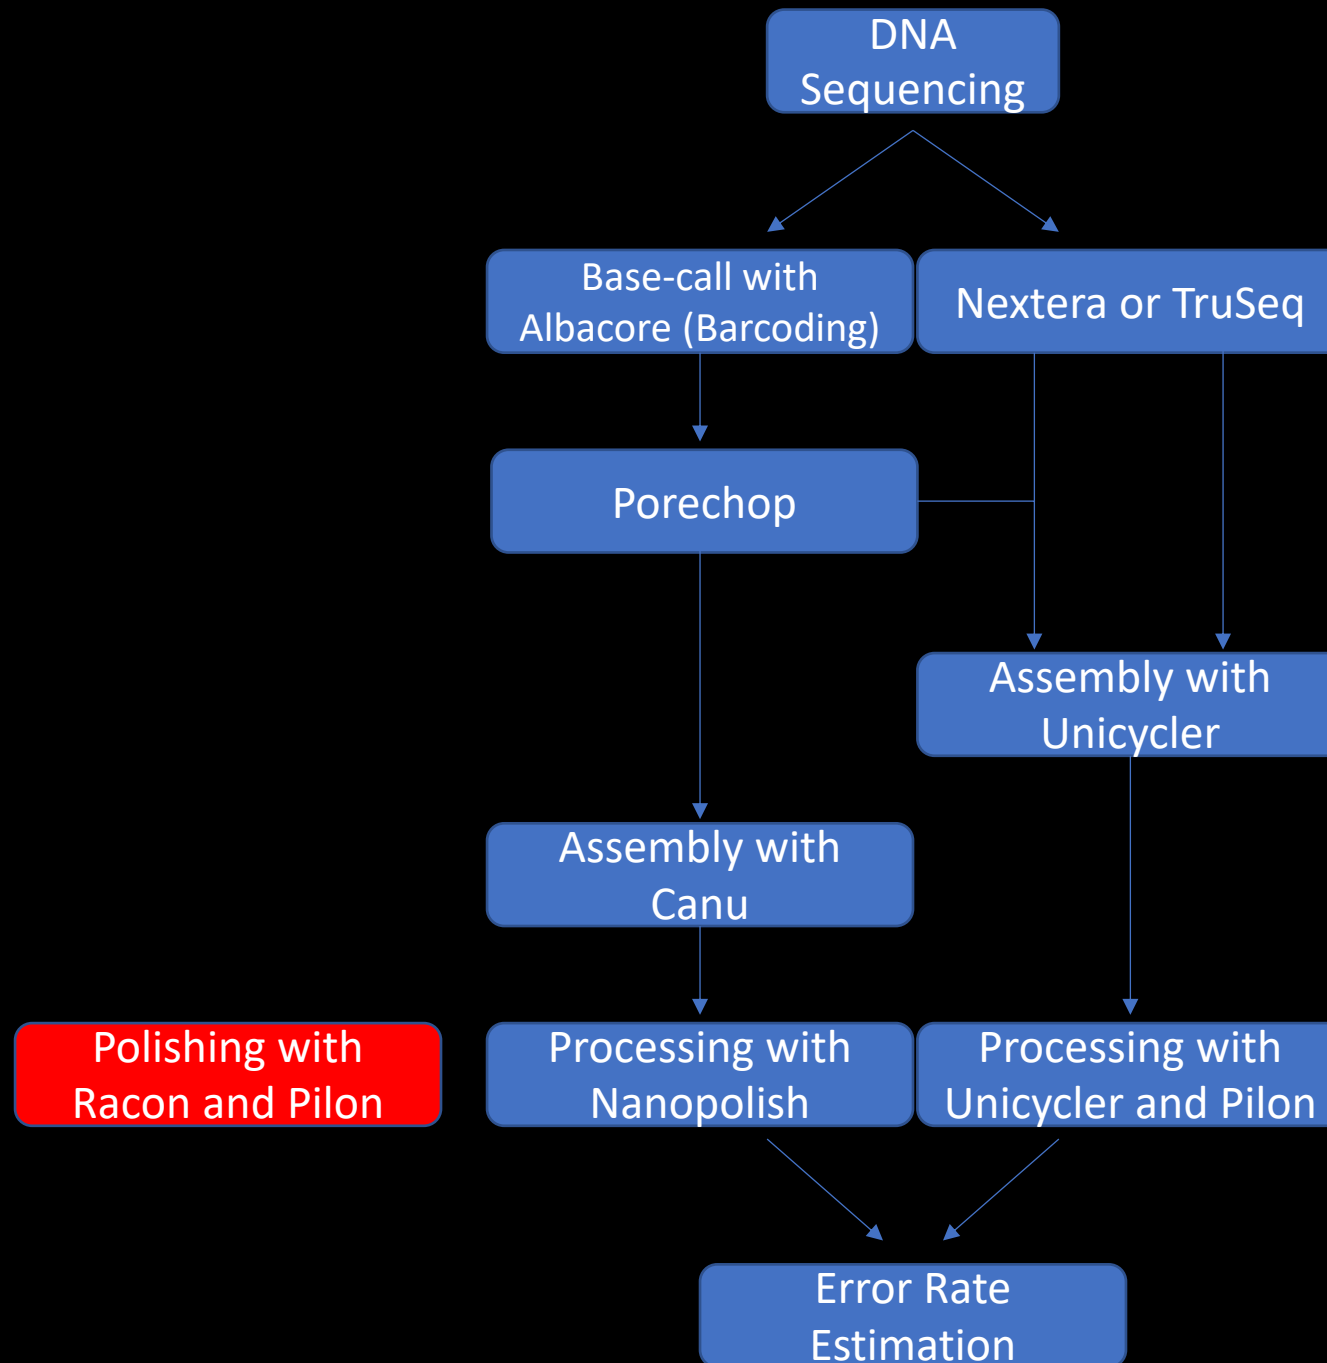 DNA
Sequencing
Base-call with
Albacore (Barcoding)
Nextera or TruSeq
Porechop
Assembly with
Unicycler
Assembly with
Canu
Polishing with
Racon and Pilon
Processing with
Nanopolish
Processing with
Unicycler and Pilon
Error Rate
Estimation